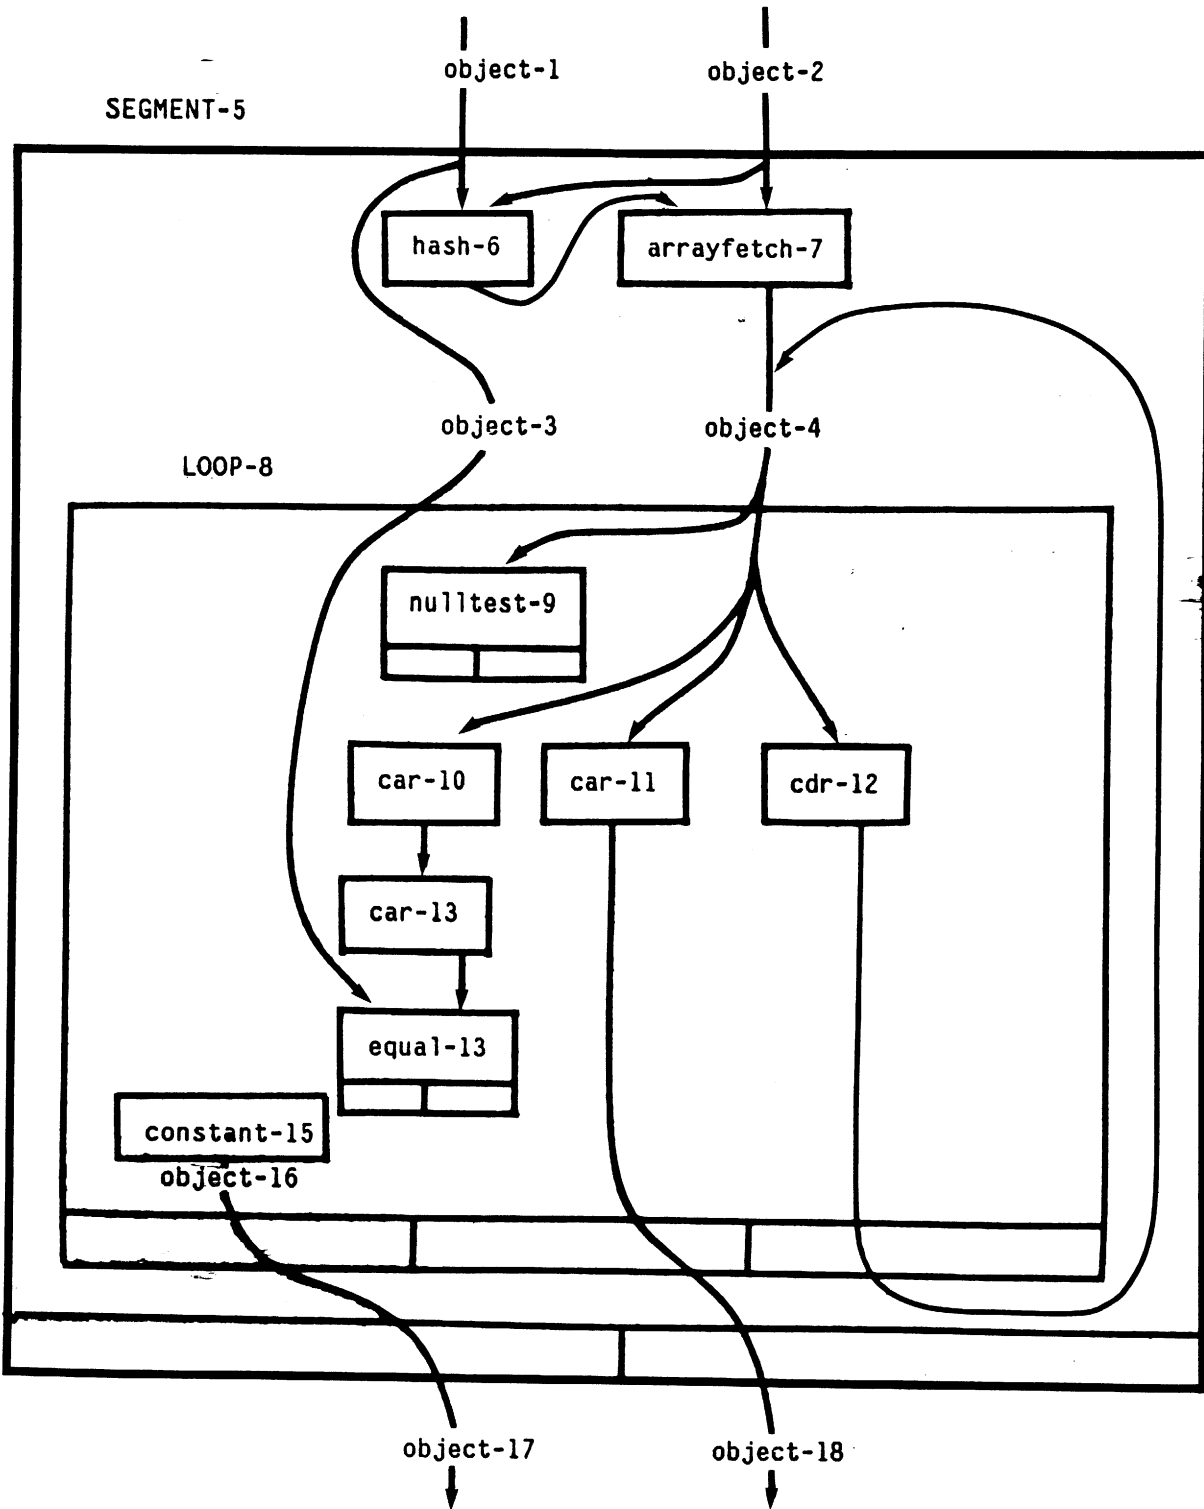 object-1
object-2
SEGMENT-5
hash-6
arrayfetch-7
object-3
object-4
LOOP-8
nulltest-9
car-10
car-11
cdr-12
car-13
equal-13
constant-15
object-16
object-17
object-18